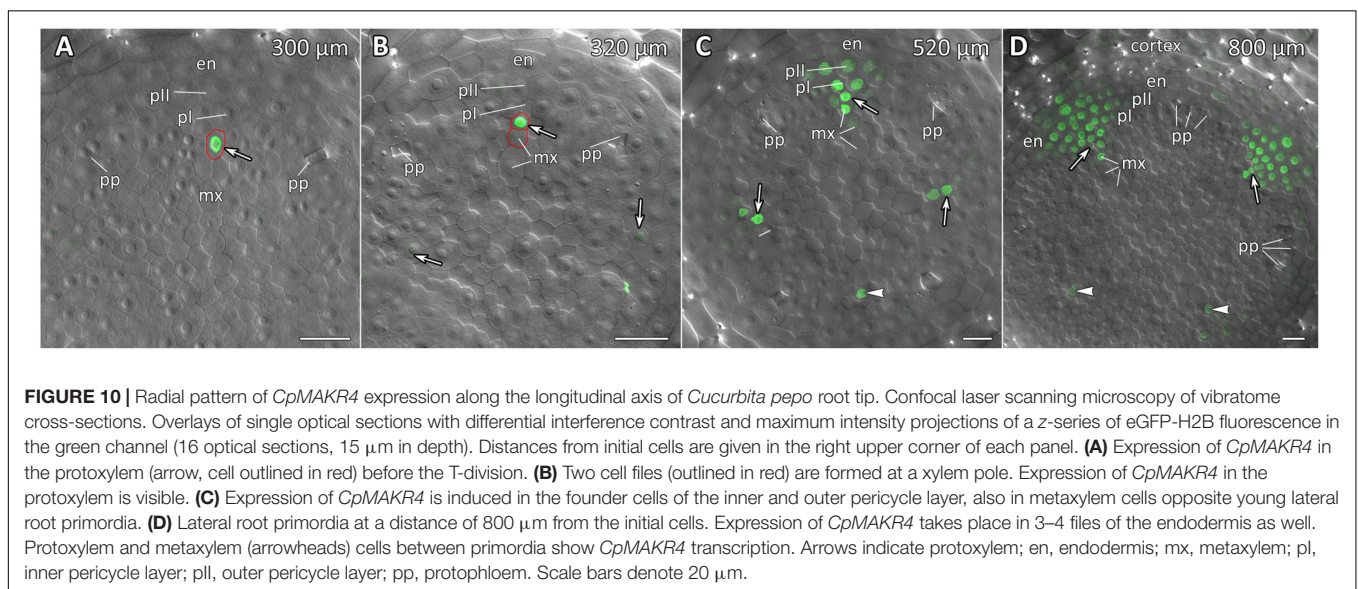 A
300 μm
en
pII
pI
pp
mx
pp
B
320 μm
en
pII
pI
pp
mx
pp
C
520 μm
en
pII
pI
pp
mx
pp
D
800 μm
cortex
en
pII
pI
pp
en
mx
pp
FIGURE 10 | Radial pattern of CpMAKR4 expression along the longitudinal axis of Cucurbita pepo root tip. Confocal laser scanning microscopy of vibratome
cross-sections. Overlays of single optical sections with differential interference contrast and maximum intensity projections of a z-series of eGFP-H2B fluorescence in
the green channel (16 optical sections, 15 μm in depth). Distances from initial cells are given in the right upper corner of each panel. (A) Expression of CpMAKR4 in
the protoxylem (arrow, cell outlined in red) before the T-division. (B) Two cell files (outlined in red) are formed at a xylem pole. Expression of CpMAKR4 in the
protoxylem is visible. (C) Expression of CpMAKR4 is induced in the founder cells of the inner and outer pericycle layer, also in metaxylem cells opposite young lateral
root primordia. (D) Lateral root primordia at a distance of 800 μm from the initial cells. Expression of CpMAKR4 takes place in 3–4 files of the endodermis as well.
Protoxylem and metaxylem (arrowheads) cells between primordia show CpMAKR4 transcription. Arrows indicate protoxylem; en, endodermis; mx, metaxylem; pI,
inner pericycle layer; pII, outer pericycle layer; pp, protophloem. Scale bars denote 20 μm.